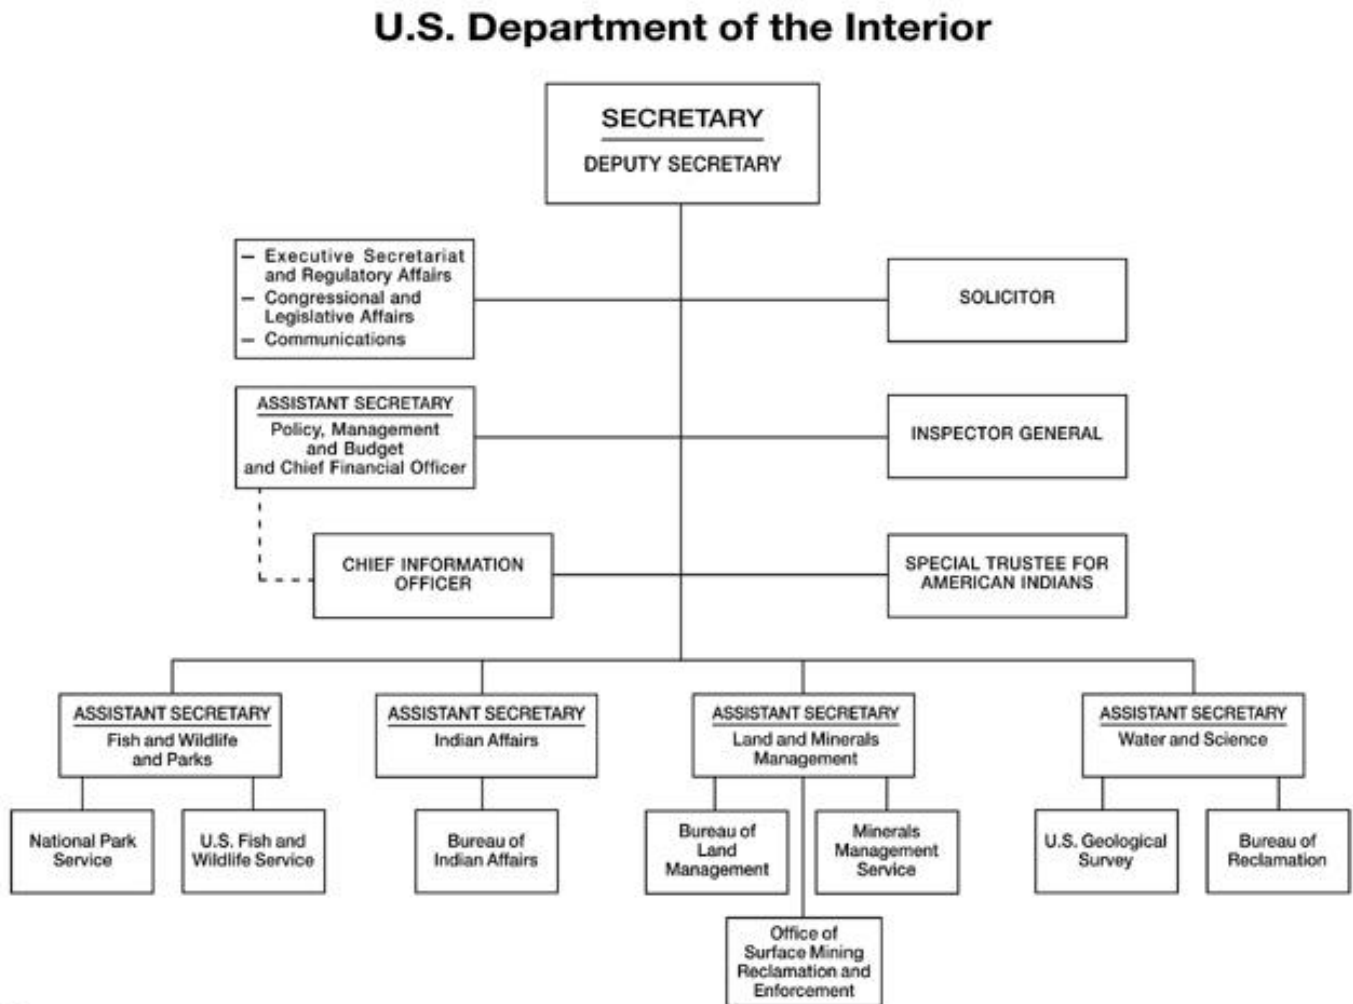 U.S. Department of the Interior
SECRETARY
DEPUTY SECRETARY
– Executive Secretariat
and Regulatory Affairs
– Congressional and
Legislative Affairs
– Communications
SOLICITOR
ASSISTANT SECRETARY
Policy, Management
and Budget
and Chief Financial Officer
INSPECTOR GENERAL
CHIEF INFORMATION
OFFICER
SPECIAL TRUSTEE FOR
AMERICAN INDIANS
ASSISTANT SECRETARY
Fish and Wildlife
and Parks
ASSISTANT SECRETARY
Indian Affairs
ASSISTANT SECRETARY
Land and Minerals
Management
ASSISTANT SECRETARY
Water and Science
National Park
Service
U.S. Fish and
Wildlife Service
Bureau of
Indian Affairs
Bureau of
Land
Management
Minerals
Management
Service
U.S. Geological
Survey
Bureau of
Reclamation
Office of
Surface Mining
Reclamation and
Enforcement